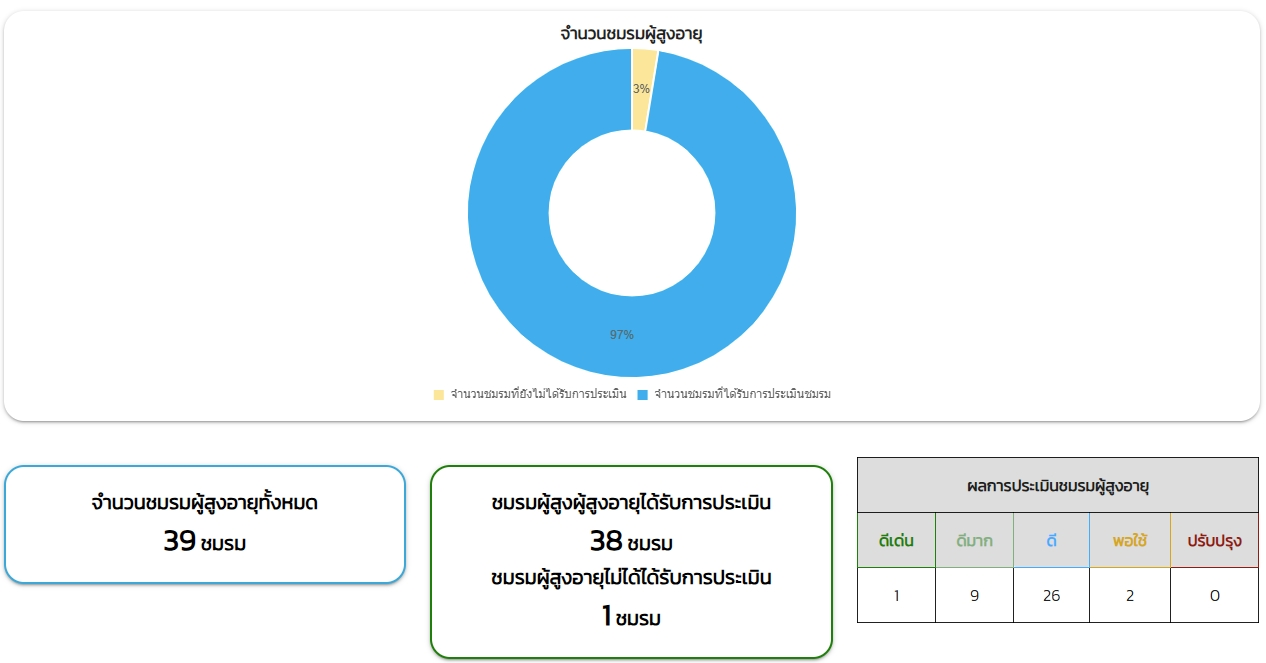 จำนวนชมรมผู้สูงอายุ
3%
97%
จำนวนชมรมที่ยังไม่ได้รับการประเมิน จำนวนชมรมที่ได้รับการประเมินชมรม
จำนวนชมรมผู้สูงอายุทั้งหมด
39 ชมรม
ชมรมผู้สูงผู้สูงอายุได้รับการประเมิน
38 ชมรม
ชมรมผู้สูงอายุไม่ได้ได้รับการประเมิน
1 ชมรม
ผลการประเมินชมรมผู้สูงอายุ
ดีเด่น ดีมาก ดี พอใช้ ปรับปรุง
1 9 26 2 0